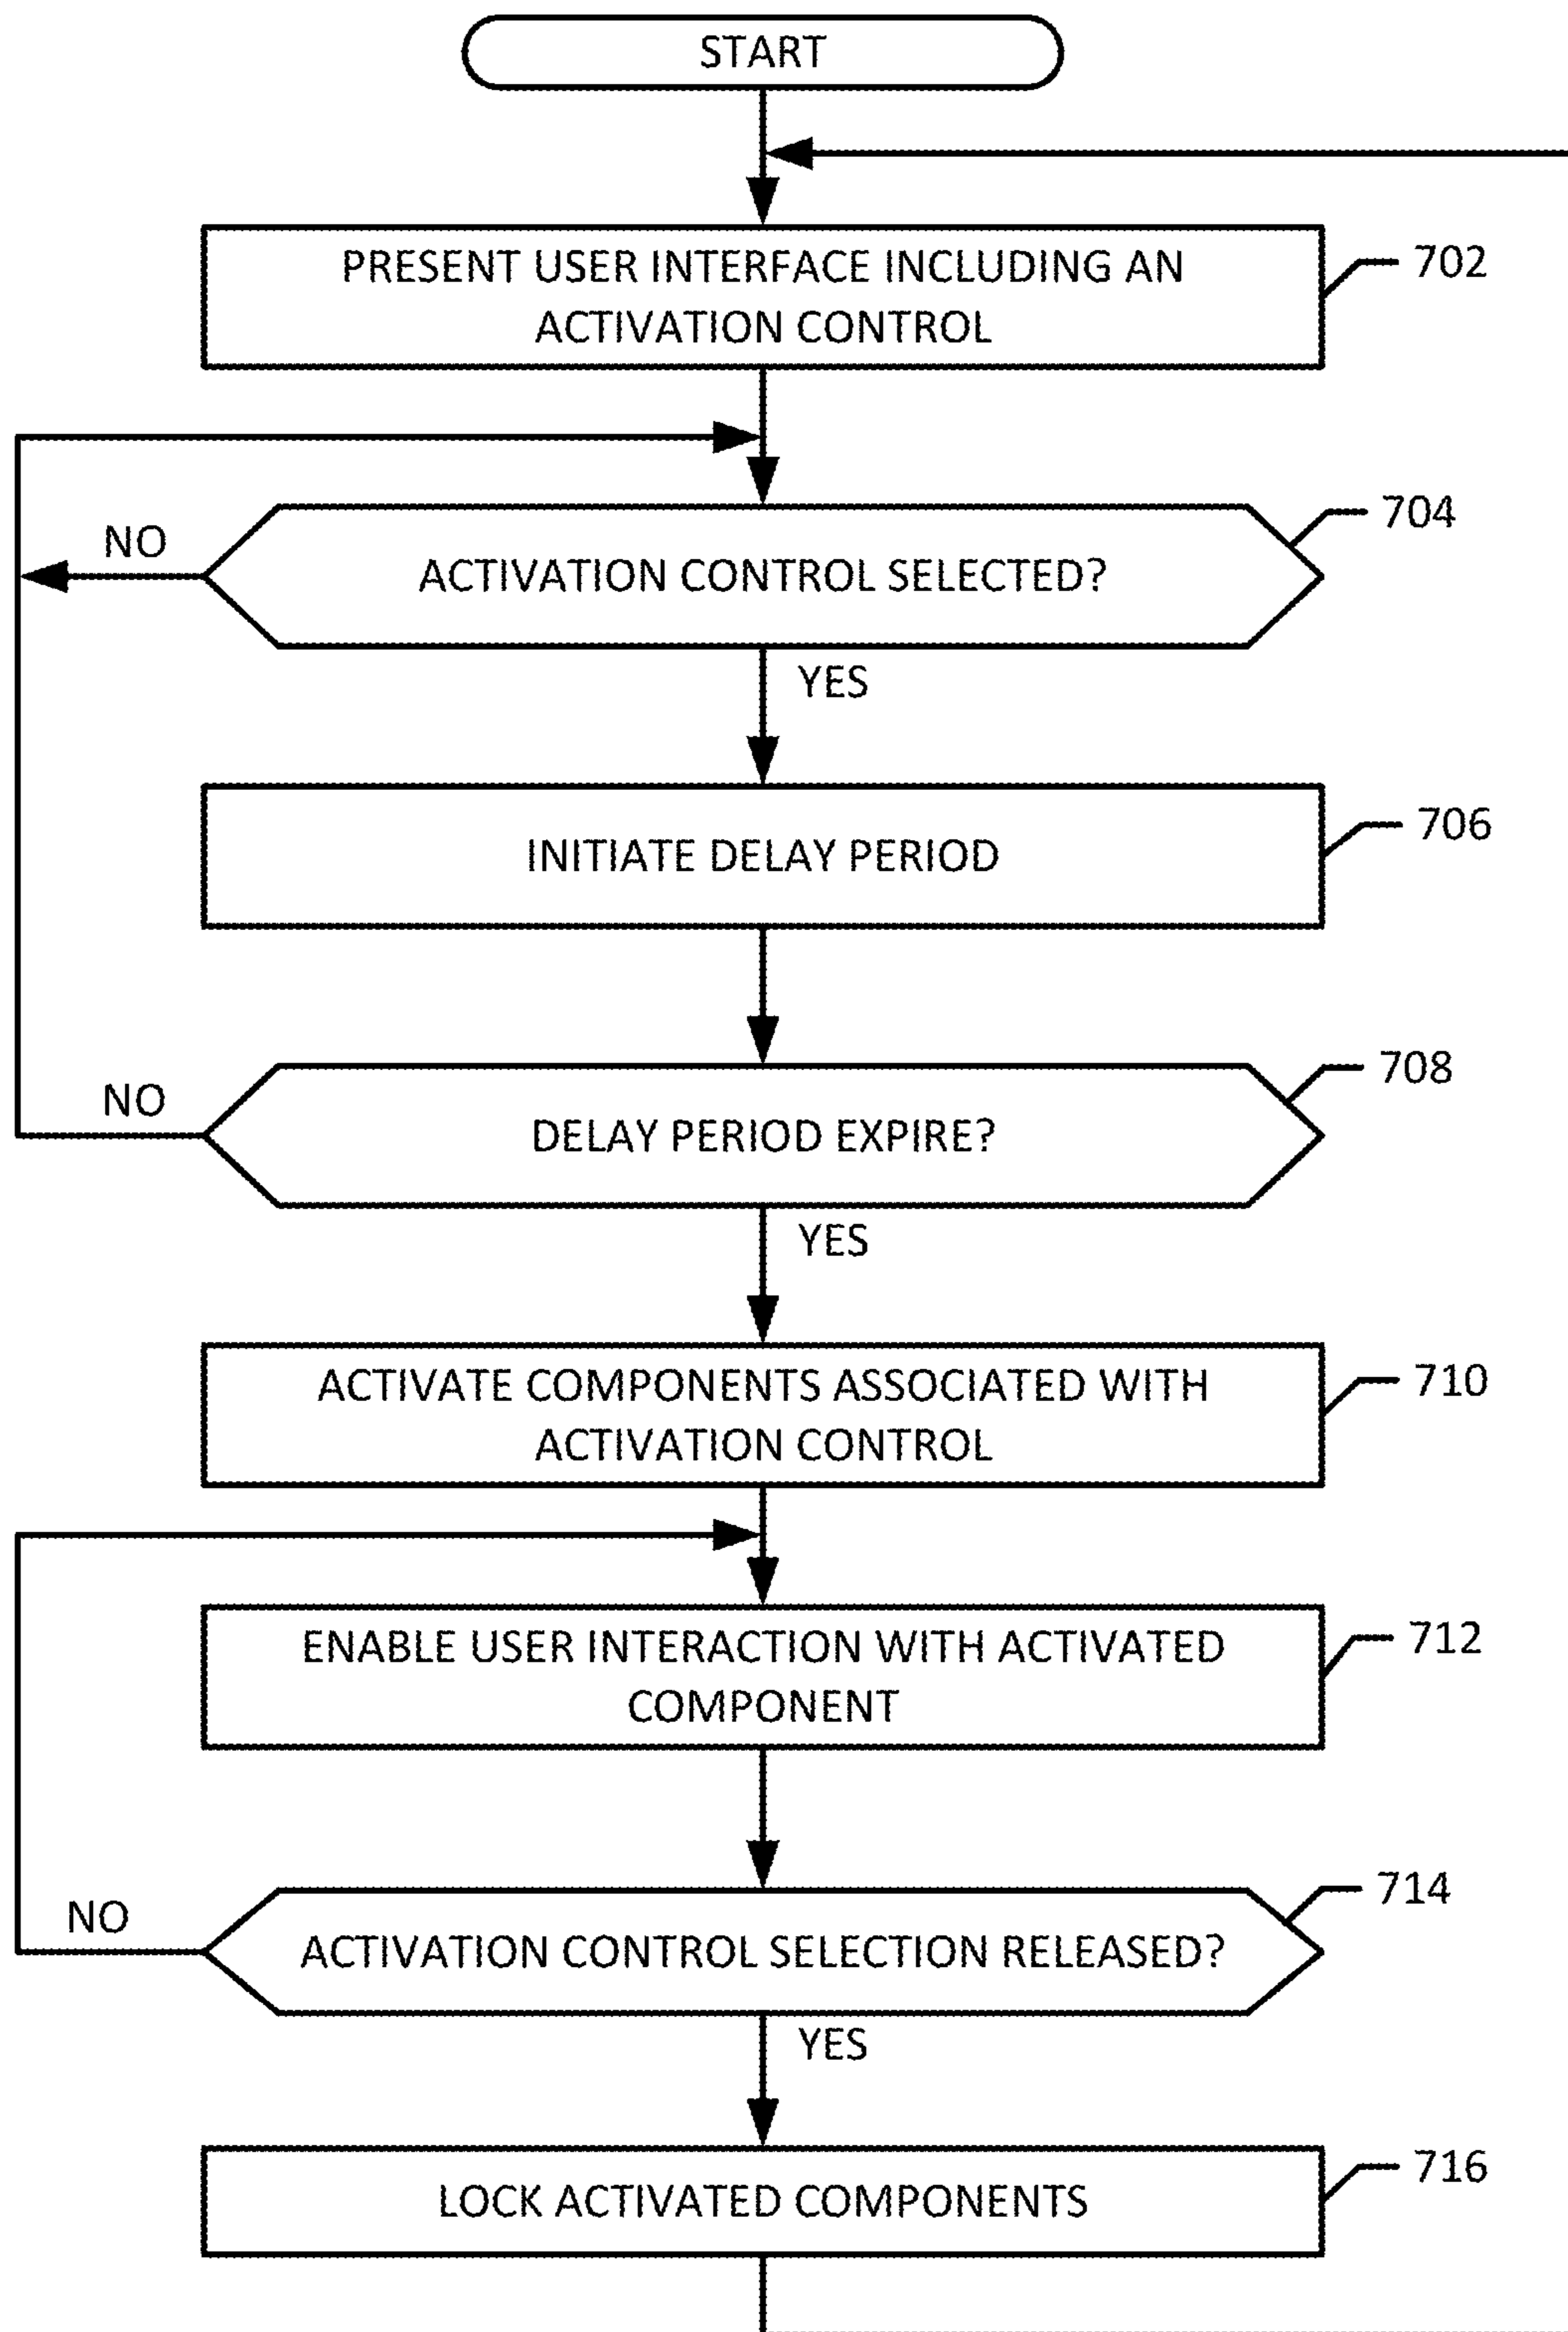 START
PRESENT USER INTERFACE INCLUDING AN
ACTIVATION CONTROL
702
704
NO
ACTIVATION CONTROL SELECTED?
YES
706
INITIATE DELAY PERIOD
708
NO
DELAY PERIOD EXPIRE?
YES
ACTIVATE COMPONENTS ASSOCIATED WITH
ACTIVATION CONTROL
710
ENABLE USER INTERACTION WITH ACTIVATED
COMPONENT
712
714
NO
ACTIVATION CONTROL SELECTION RELEASED?
YES
716
LOCK ACTIVATED COMPONENTS